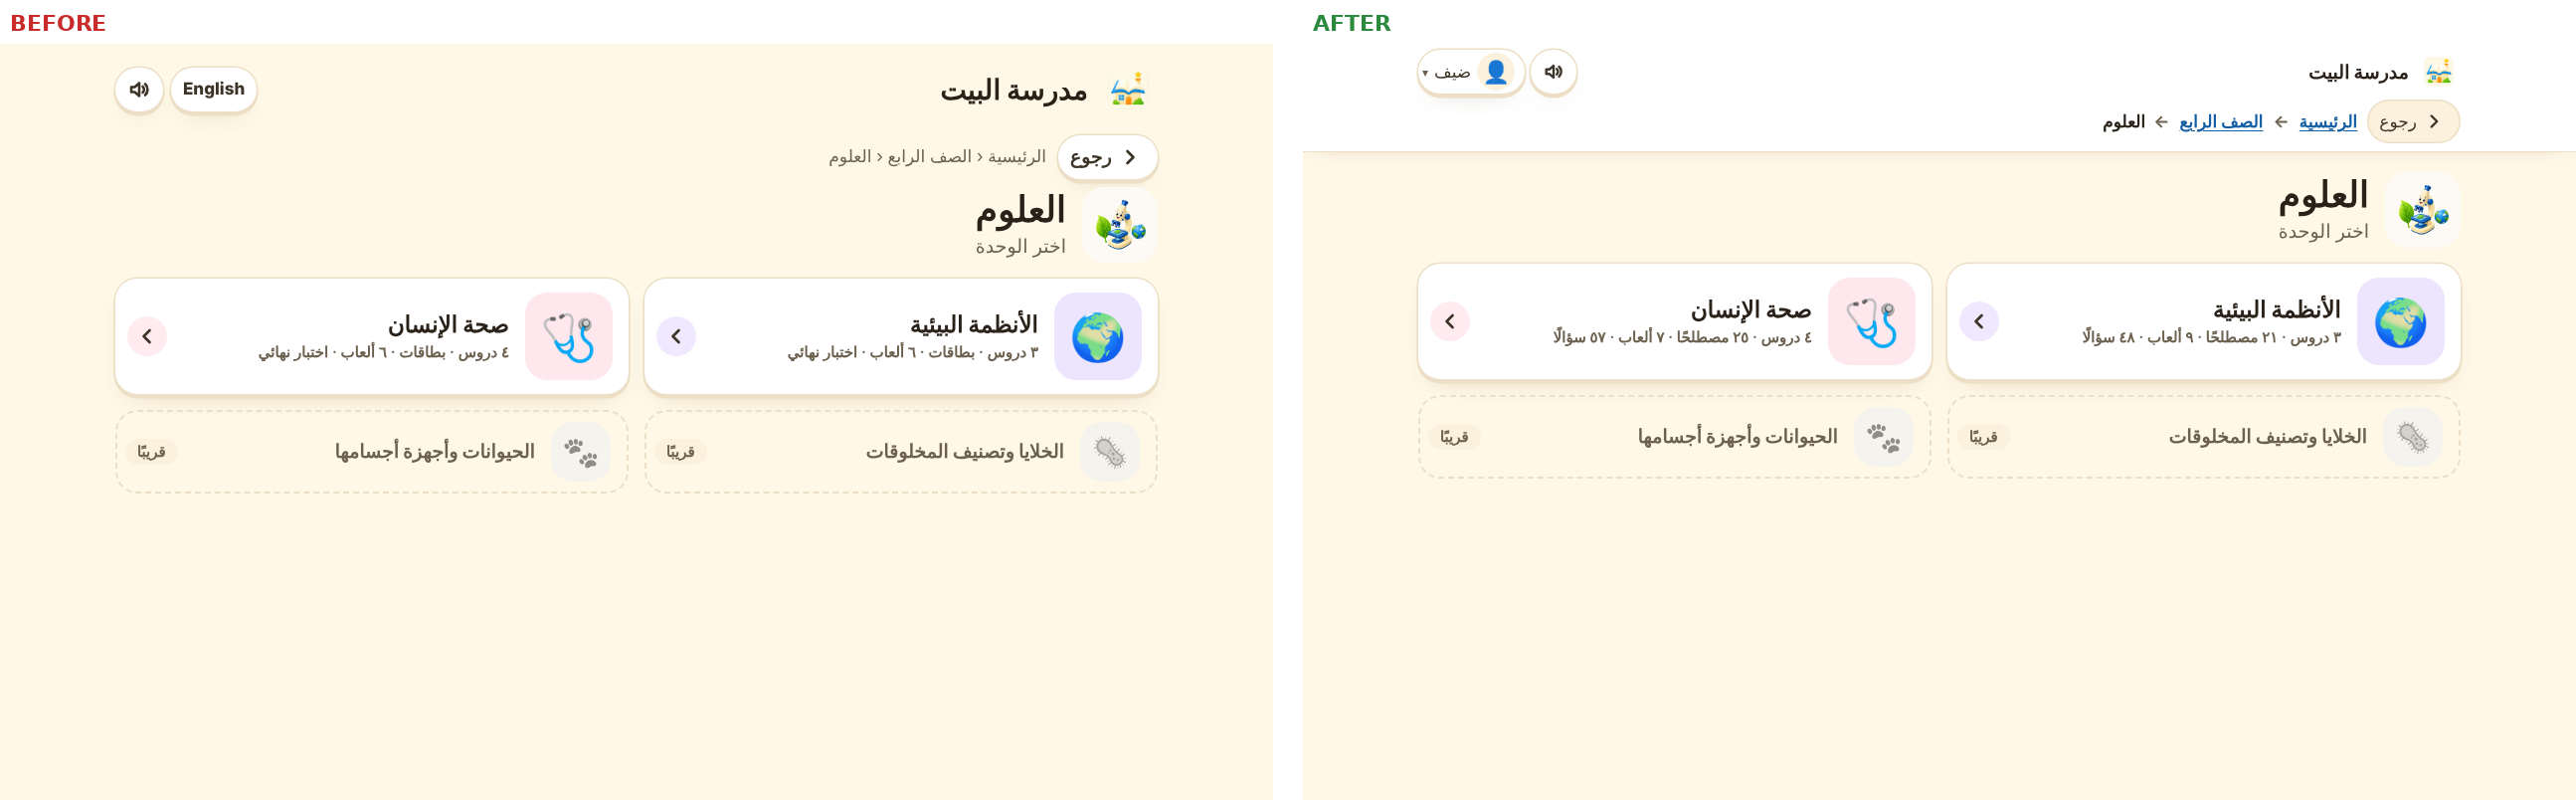 BEFORE
مدرسة البيت
English
رجوع
الرئيسية › الصف الرابع › العلوم
العلوم
اختر الوحدة
الأنظمة البيئية
٣ دروس · بطاقات · ٦ ألعاب · اختبار نهائي
صحة الإنسان
٤ دروس · بطاقات · ٦ ألعاب · اختبار نهائي
الخلايا وتصنيف المخلوقات
قريبًا
الحيوانات وأجهزة أجسامها
قريبًا
AFTER
مدرسة البيت
ضيف ▾
رجوع
الرئيسية ← الصف الرابع ← العلوم
العلوم
اختر الوحدة
الأنظمة البيئية
٣ دروس · ٢١ مصطلحًا · ٩ ألعاب · ٤٨ سؤالًا
صحة الإنسان
٤ دروس · ٢٥ مصطلحًا · ٧ ألعاب · ٥٧ سؤالًا
الخلايا وتصنيف المخلوقات
قريبًا
الحيوانات وأجهزة أجسامها
قريبًا